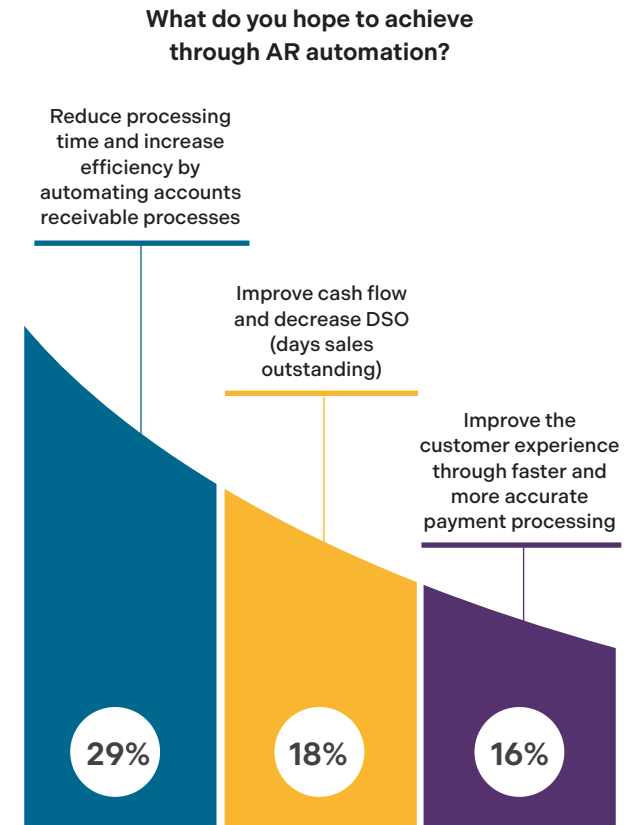 What do you hope to achieve
through AR automation?
Reduce processing
time and increase
efficiency by
automating accounts
receivable processes
Improve cash flow
and decrease DSO
(days sales
outstanding)
Improve the
customer experience
through faster and
more accurate
payment processing
29%
18%
16%